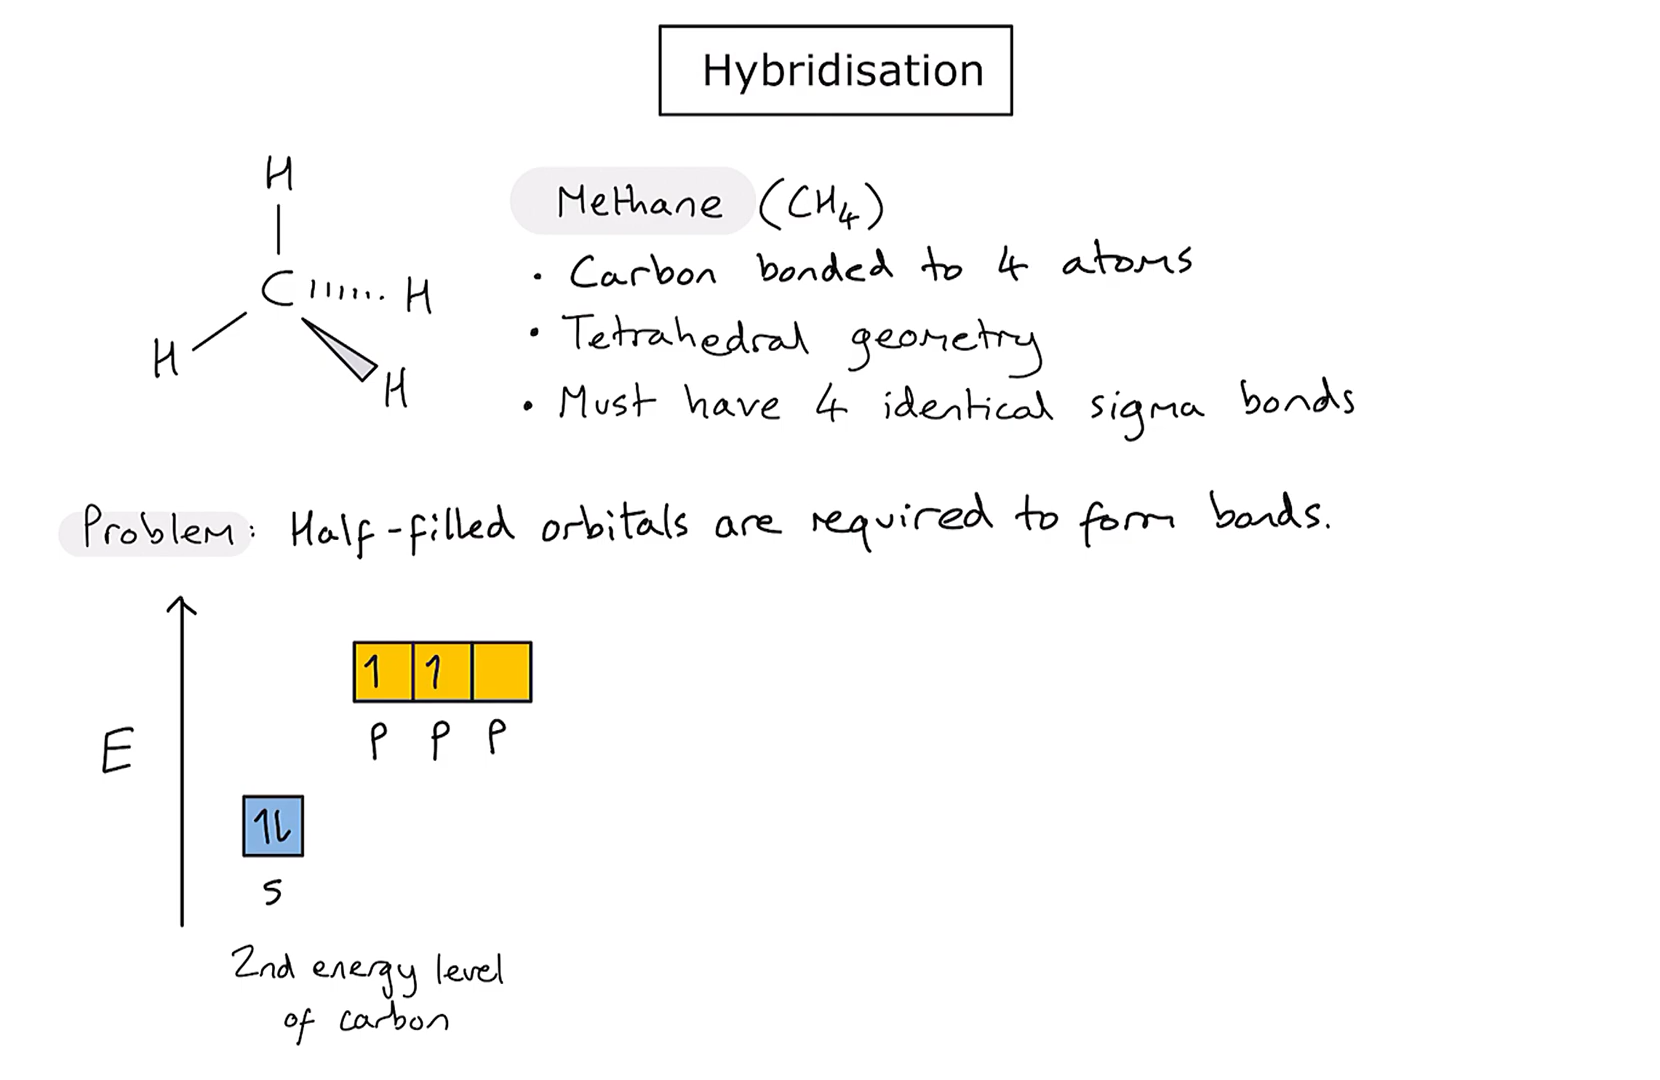 Hybridisation
H
Methane (CH4)
C H
• Carbon bonded to 4 atoms
H
• Tetrahedral geometry
H
• Must have 4 identical sigma bonds
Problem: Half-filled orbitals are required to form bonds.
1 1
P P P
E
1L
S
2nd energy level
of carbon